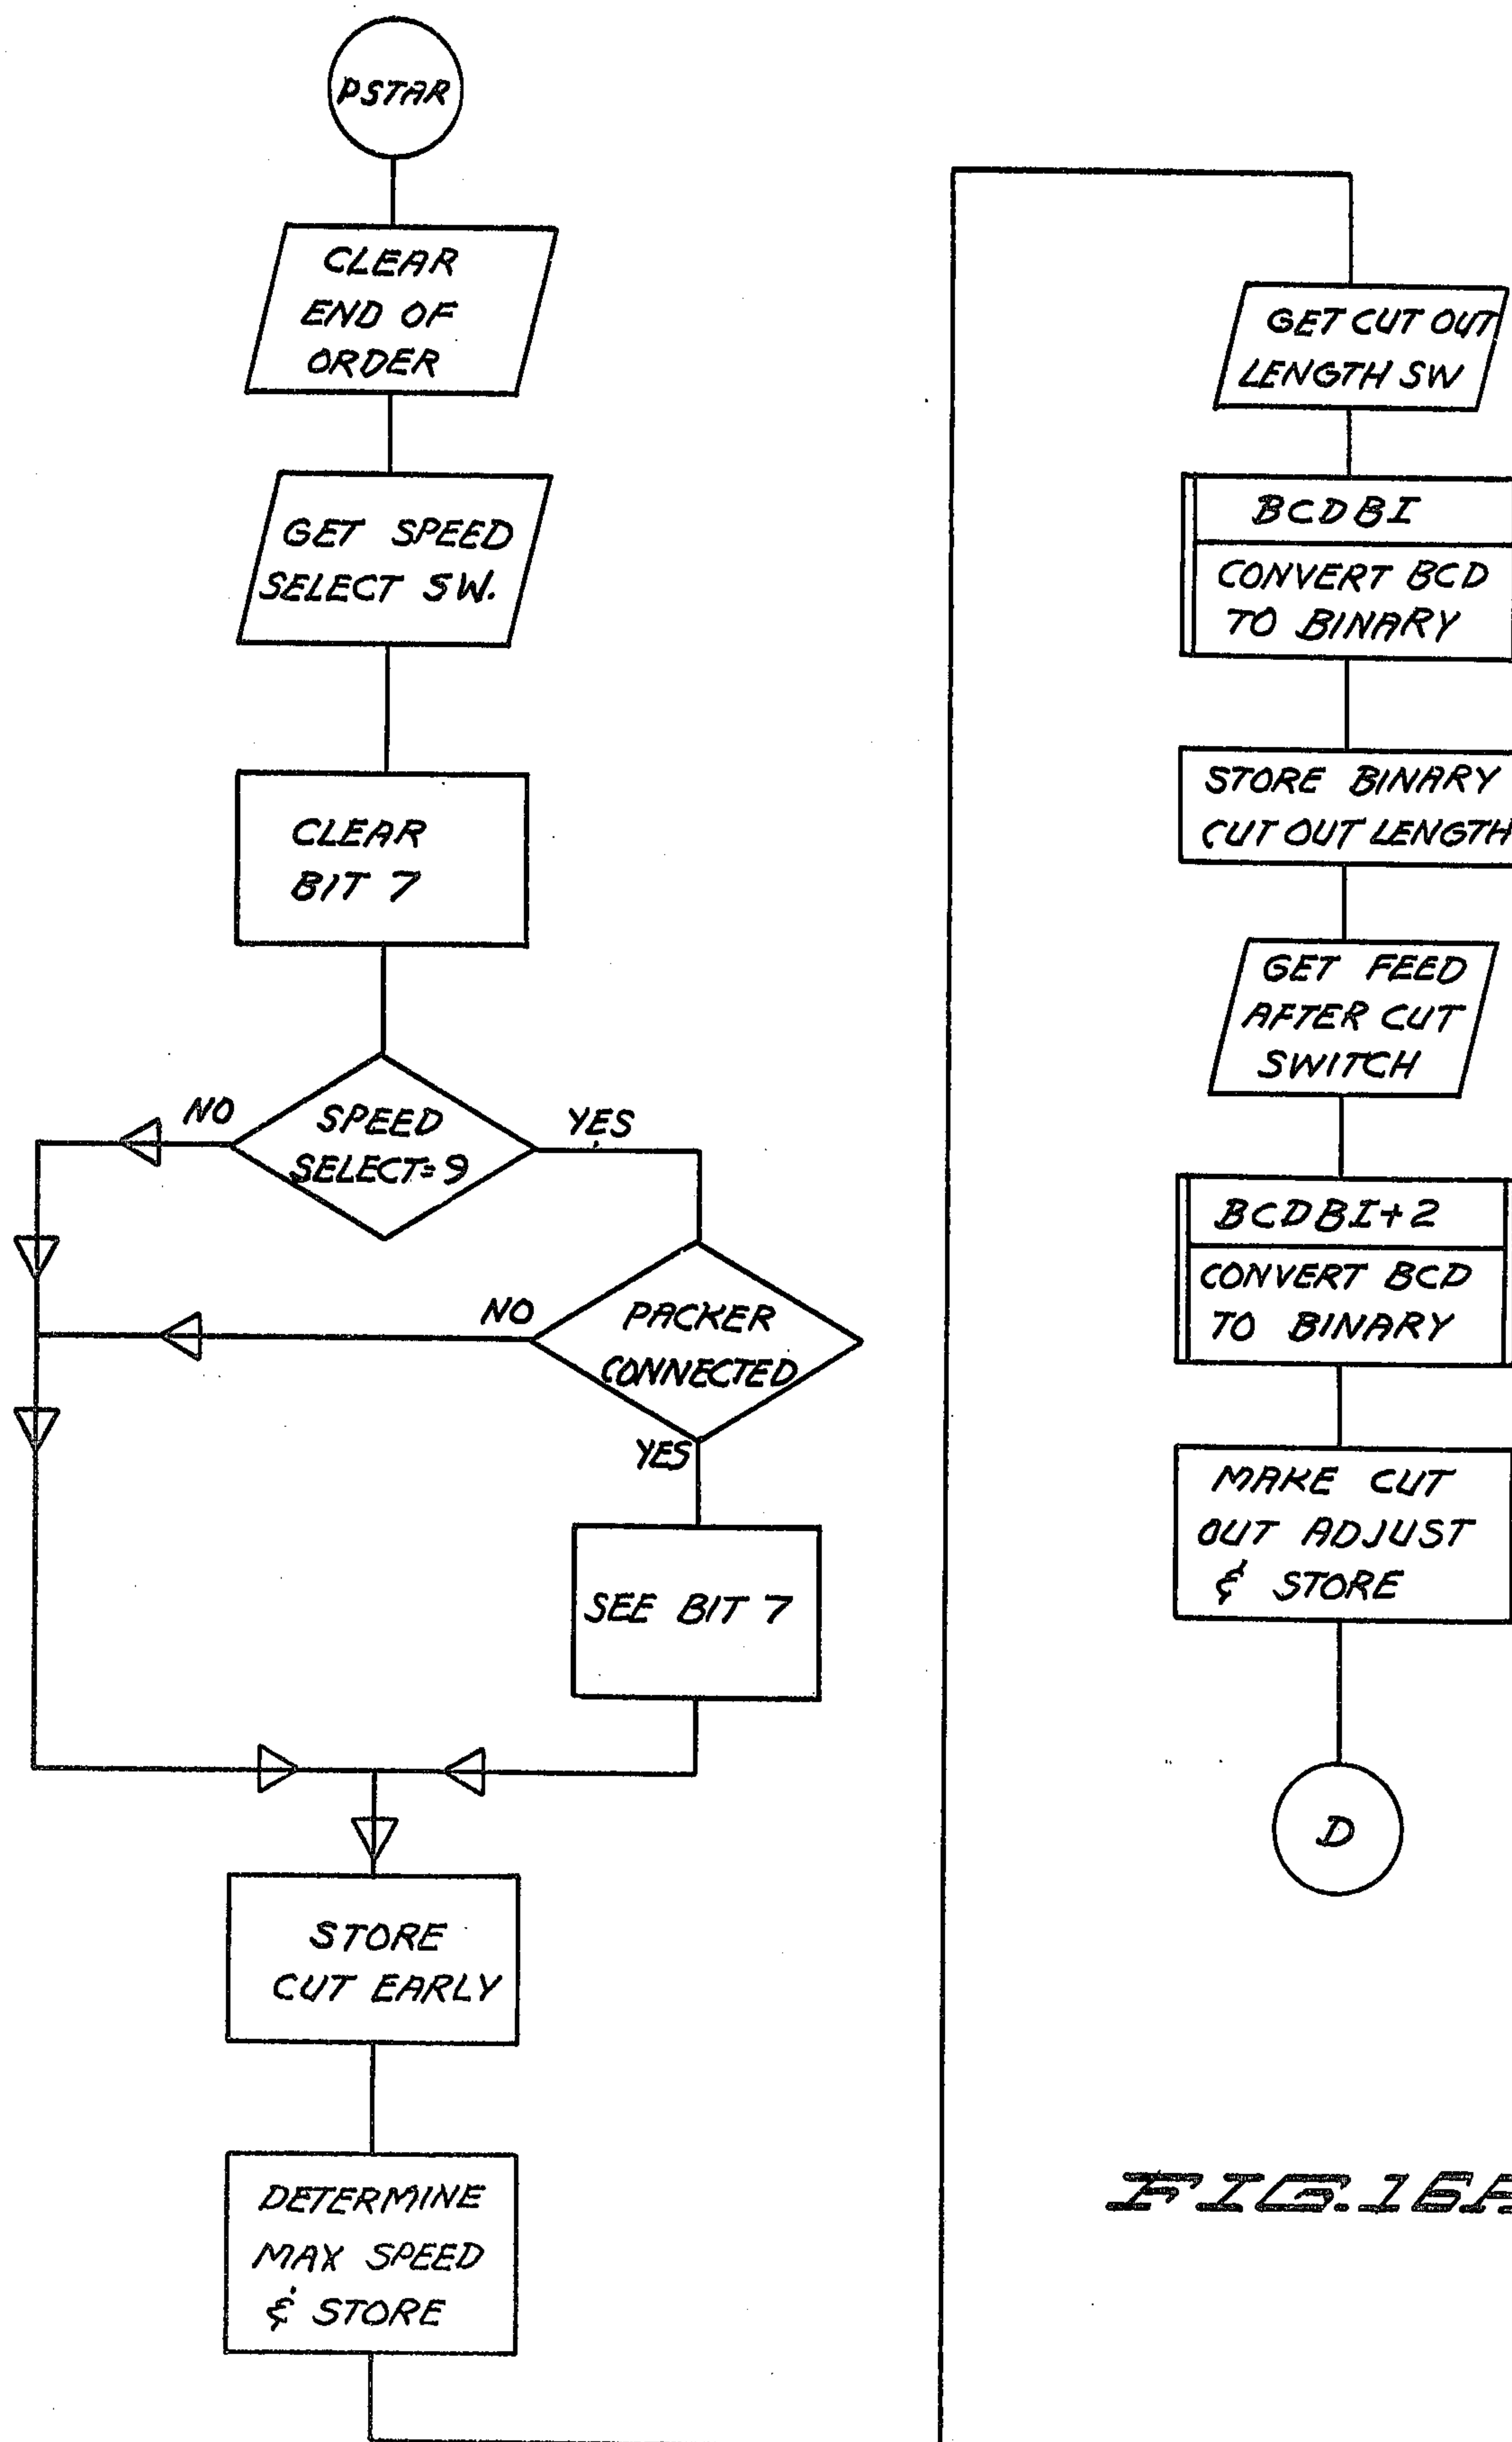 PSTAR
CLEAR
END OF
ORDER
GET SPEED
SELECT SW.
CLEAR
BIT 7
SPEED
SELECT=9
NO
YES
PACKER
CONNECTED
NO
YES
SEE BIT 7
STORE
CUT EARLY
DETERMINE
MAX SPEED
& STORE
GET CUT OUT
LENGTH SW
BCDBI
CONVERT BCD
TO BINARY
STORE BINARY
CUT OUT LENGTH
GET FEED
AFTER CUT
SWITCH
BCDBI+2
CONVERT BCD
TO BINARY
MAKE CUT
OUT ADJUST
& STORE
D
FIG.16A